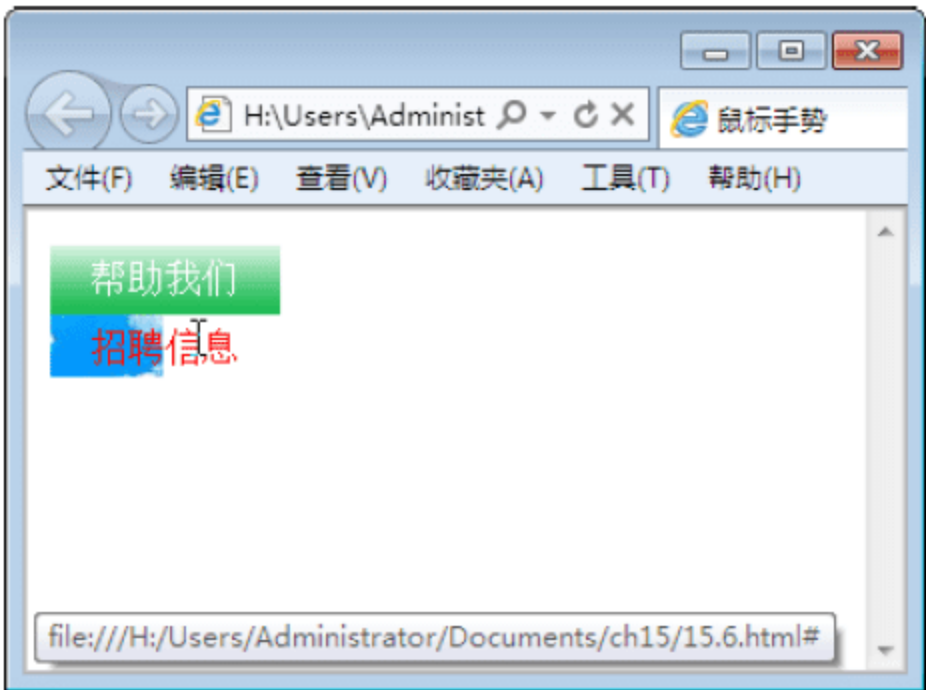 H:\Users\Administ 鼠标手势
文件(F) 编辑(E) 查看(V) 收藏夹(A) 工具(T) 帮助(H)
帮助我们
招聘信息
file:///H:/Users/Administrator/Documents/ch15/15.6.html#